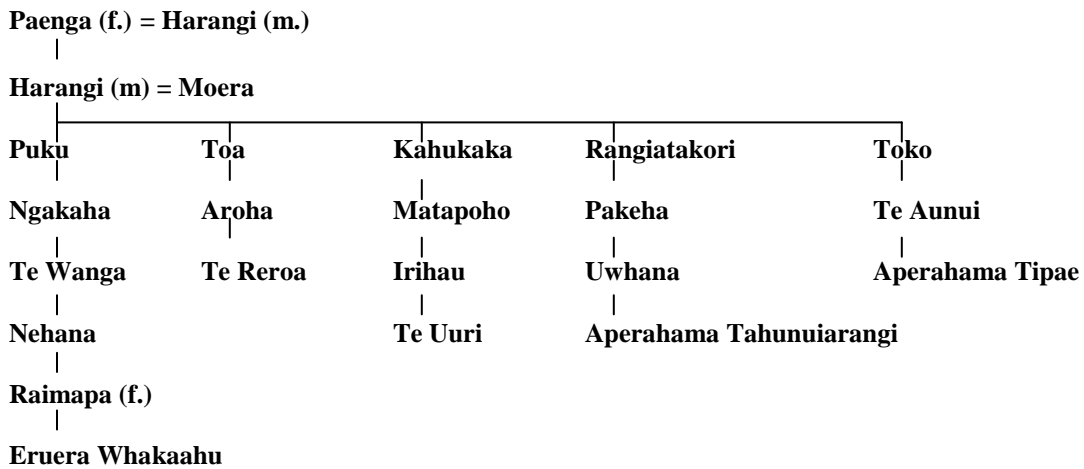 Paenga (f.) = Harangi (m.)
Harangi (m) = Moera
Puku Toa Kahukaka Rangiatakori Toko
Ngakaha Aroha Matapoho Pakeha Te Aunui
Te Wanga Te Reroa Irihau Uwhana Aperahama Tipae
Nehana Te Uuri Aperahama Tahunuiarangi
Raimapa (f.)
Eruera Whakaahu